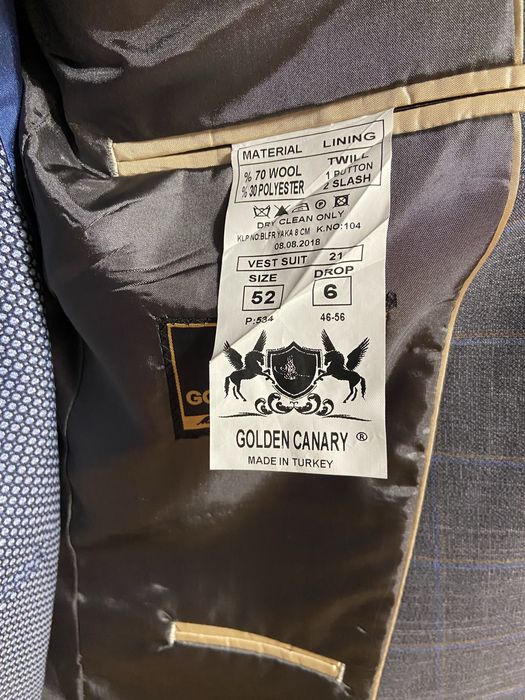 MATERIAL LINING
% 70 WOOL TWILL
% 30 POLYESTER 1 BUTTON
2 SLASH
DRY CLEAN ONLY
KLP NO:BLFR YAKA 8 CM K.NO:104
08.08.2018
VEST SUIT 21
SIZE DROP
52 6
P:534 46-56
GO
GOLDEN CANARY ®
MADE IN TURKEY